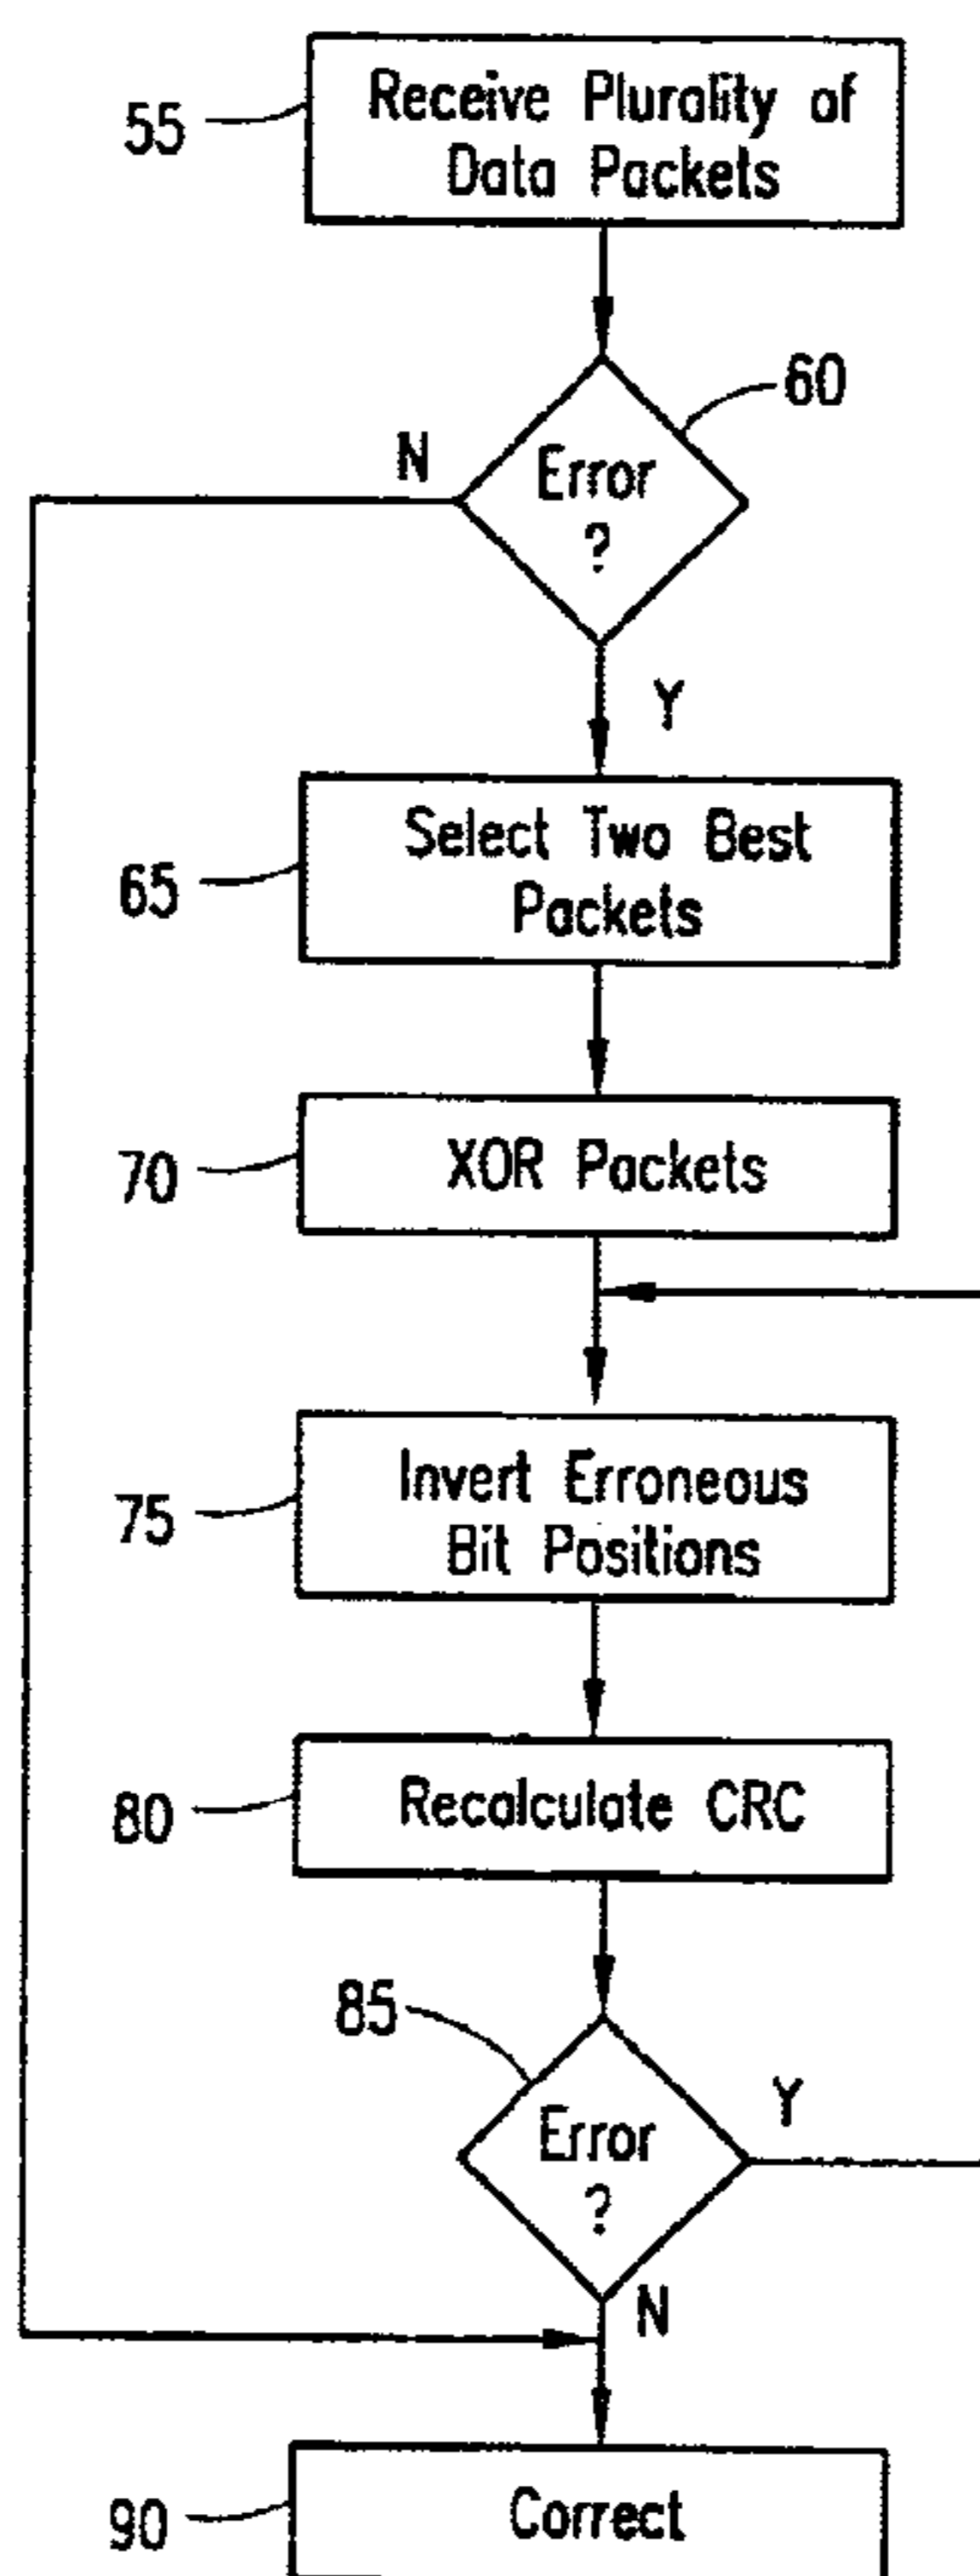 Receive Plurality of
Data Packets
55
60
N
Error
?
Y
Select Two Best
Packets
65
XOR Packets
70
Invert Erroneous
Bit Positions
75
Recalculate CRC
80
85
Y
Error
?
N
Correct
90